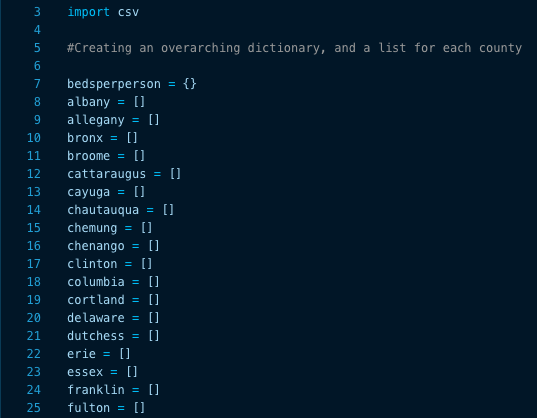 3 import csv
4
5 #Creating an overarching dictionary, and a list for each county
6
7 bedsperperson = {}
8 albany = []
9 allegany = []
10 bronx = []
11 broome = []
12 cattaraugus = []
13 cayuga = []
14 chautauqua = []
15 chemung = []
16 chenango = []
17 clinton = []
18 columbia = []
19 cortland = []
20 delaware = []
21 dutchess = []
22 erie = []
23 essex = []
24 franklin = []
25 fulton = []